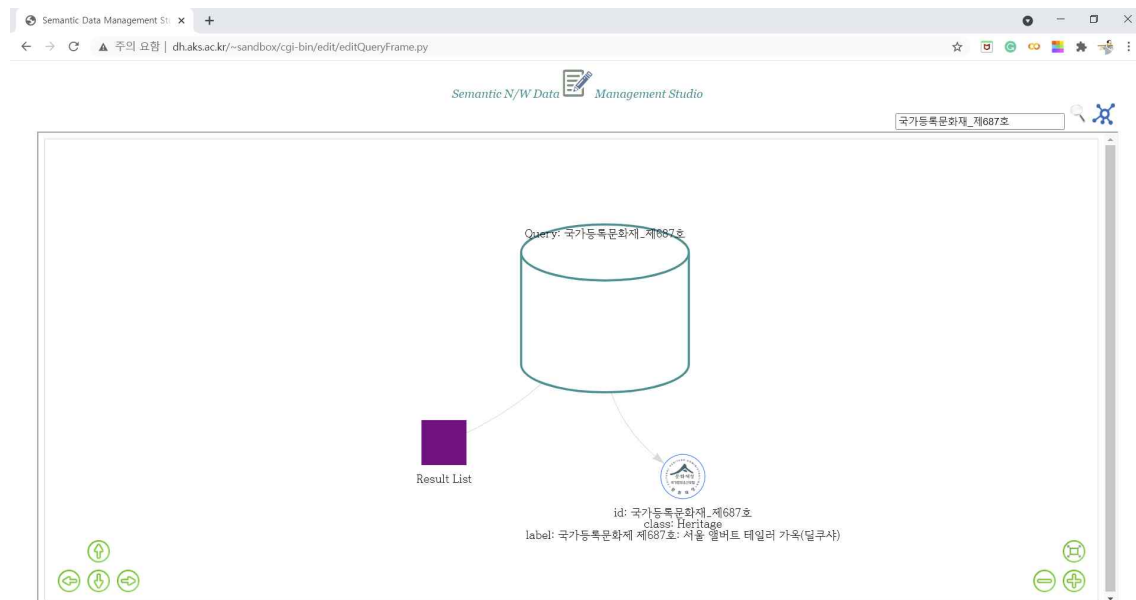 Semantic Data Management St
주의 요함 | dh.aks.ac.kr/~sandbox/cgi-bin/edit/editQueryFrame.py
Semantic N/W Data Management Studio
국가등록문화재_제687호
Query: 국가등록문화재_제687호
Result List
id: 국가등록문화재_제687호
class: Heritage
label: 국가등록문화제 제687호: 서울 앨버트 테일러 가옥(딜쿠샤)